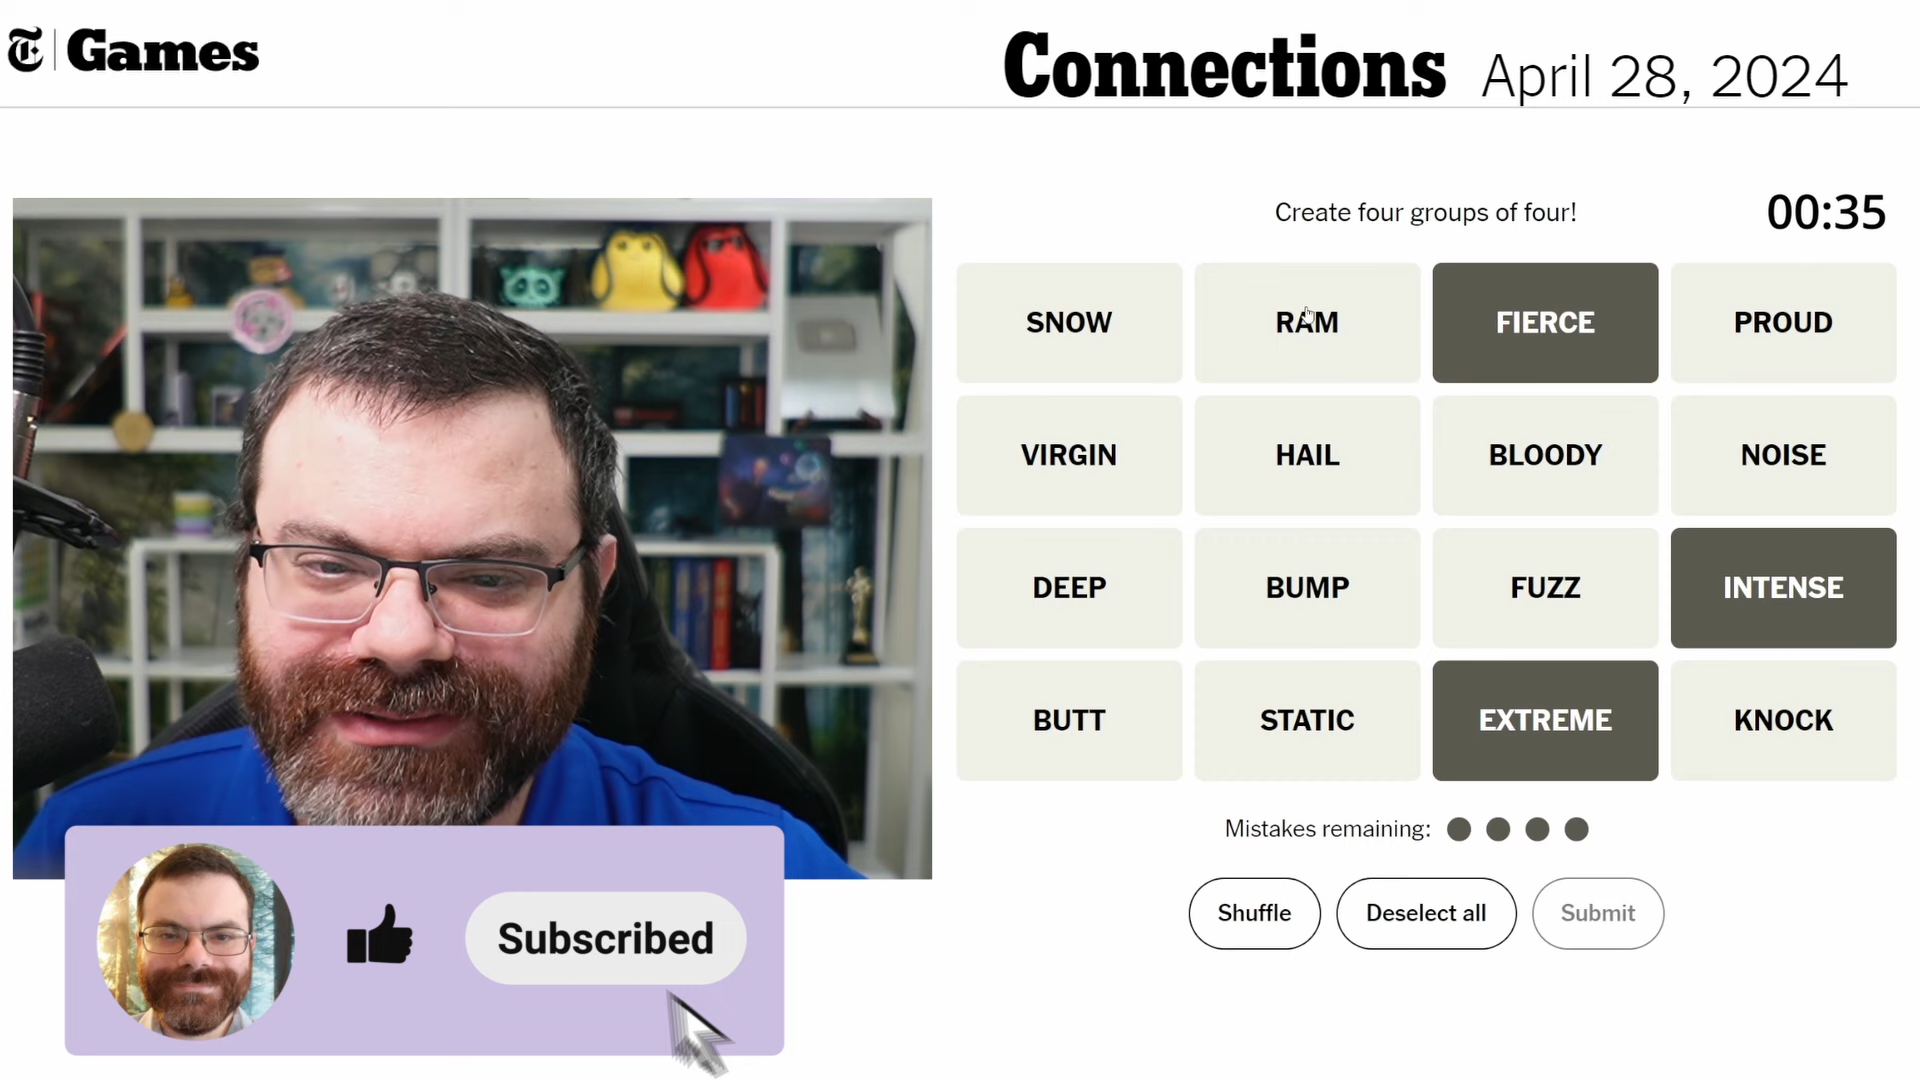 T Games
Connections April 28, 2024
Create four groups of four! 00:35
SNOW RAM FIERCE PROUD
VIRGIN HAIL BLOODY NOISE
DEEP BUMP FUZZ INTENSE
BUTT STATIC EXTREME KNOCK
Mistakes remaining:
Shuffle Deselect all Submit
Subscribed